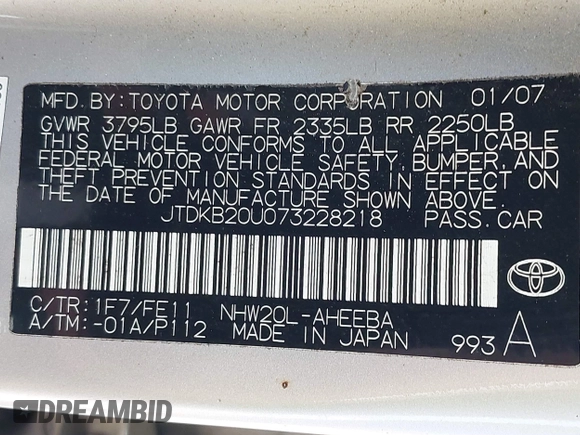 MFD.BY:TOYOTA MOTOR CORPORATION 01/07
GVWR 3795LB GAWR FR 2335LB RR 2250LB
THIS VEHICLE CONFORMS TO ALL APPLICABLE
FEDERAL MOTOR VEHICLE SAFETY, BUMPER, AND
THEFT PREVENTION STANDARDS IN EFFECT ON
THE DATE OF MANUFACTURE SHOWN ABOVE.
JTDKB20U073228218 PASS.CAR
C/TR:1F7/FE11 NHW20L-AHEEBA
A/TM:-01A/P112 MADE IN JAPAN 993 A
TOYOTA
DREAMBID